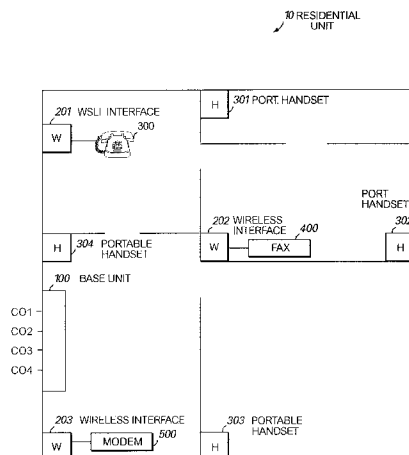 10 RESIDENTIAL
UNIT
201 WSLI INTERFACE
300
W
H
301 PORT. HANDSET
202 WIRELESS
INTERFACE
400
W
FAX
PORT
HANDSET
302
H
H
304 PORTABLE
HANDSET
100 BASE UNIT
CO1
CO2
CO3
CO4
203 WIRELESS INTERFACE
W
MODEM
500
303 PORTABLE
HANDSET
H